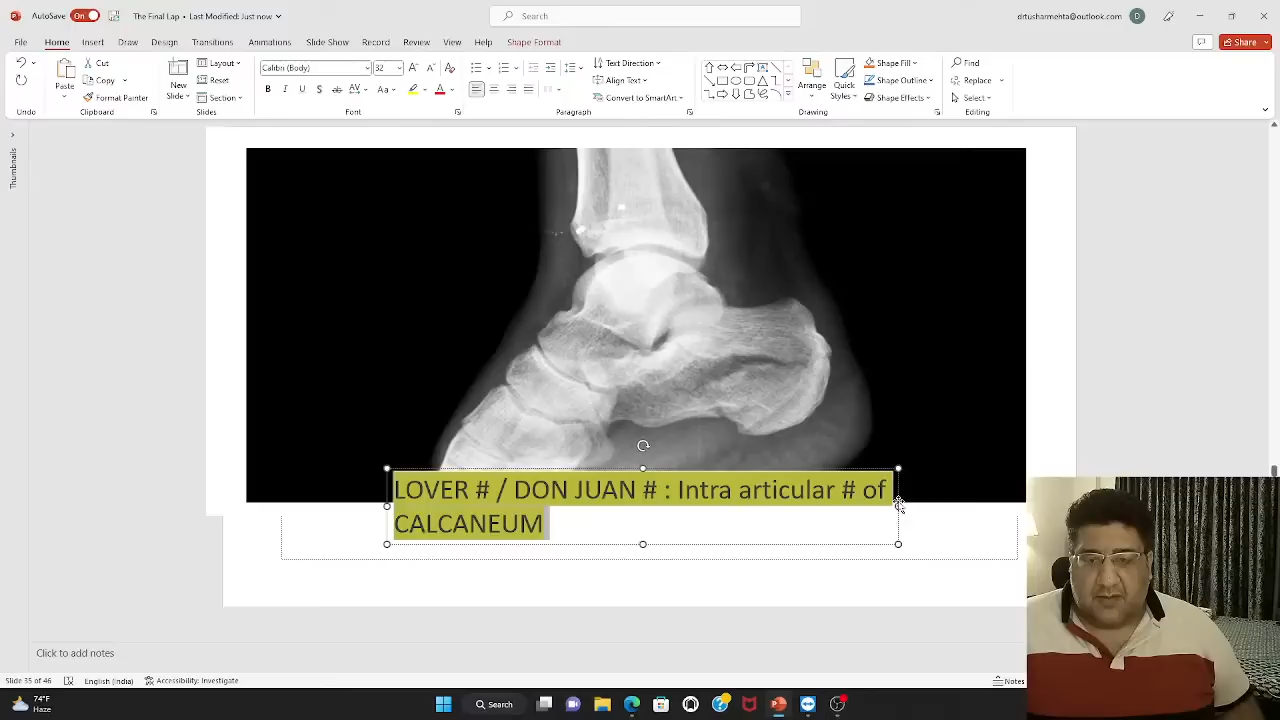 AutoSave On The Final Lap • Last Modified: Just now Search drtusharmehta@outlook.com D
File Home Insert Draw Design Transitions Animations Slide Show Record Review View Help Shape Format Share
Paste Cut Copy Format Painter New Slide Layout Reset Section Calibri (Body) 32 Text Direction Align Text Convert to SmartArt Arrange Quick Styles Shape Fill Shape Outline Shape Effects Find Replace Select
Undo Clipboard Slides Font Paragraph Drawing Editing
Thumbnails
LOVER # / DON JUAN # : Intra articular # of
CALCANEUM
Click to add notes
Slide 35 of 46 English (India) Accessibility: Investigate Notes
74°F
Haze
Search